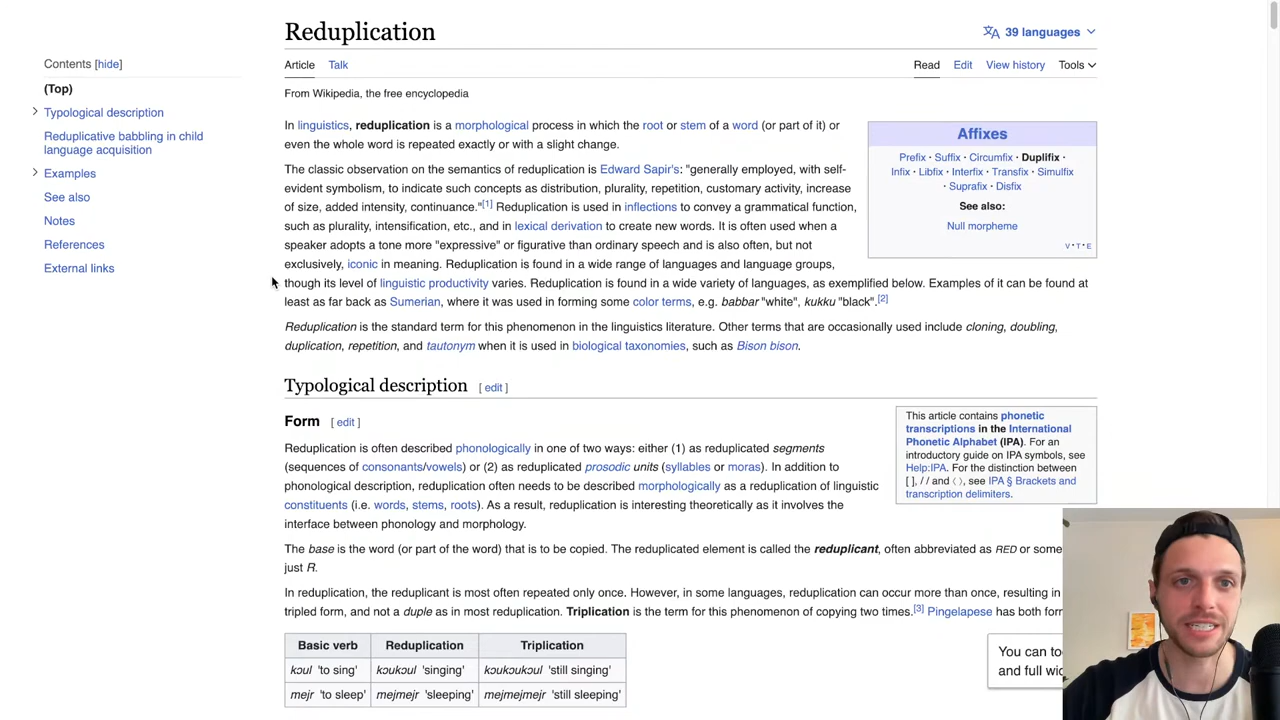 Reduplication
39 languages
Contents [hide]
(Top)
Typological description
Reduplicative babbling in child
language acquisition
Examples
See also
Notes
References
External links
Article Talk
Read Edit View history Tools
From Wikipedia, the free encyclopedia
In linguistics, reduplication is a morphological process in which the root or stem of a word (or part of it) or
even the whole word is repeated exactly or with a slight change.
The classic observation on the semantics of reduplication is Edward Sapir's: "generally employed, with self-
evident symbolism, to indicate such concepts as distribution, plurality, repetition, customary activity, increase
of size, added intensity, continuance."[1] Reduplication is used in inflections to convey a grammatical function,
such as plurality, intensification, etc., and in lexical derivation to create new words. It is often used when a
speaker adopts a tone more "expressive" or figurative than ordinary speech and is also often, but not
exclusively, iconic in meaning. Reduplication is found in a wide range of languages and language groups,
though its level of linguistic productivity varies. Reduplication is found in a wide variety of languages, as exemplified below. Examples of it can be found at
least as far back as Sumerian, where it was used in forming some color terms, e.g. babbar "white", kukku "black".[2]
Reduplication is the standard term for this phenomenon in the linguistics literature. Other terms that are occasionally used include cloning, doubling,
duplication, repetition, and tautonym when it is used in biological taxonomies, such as Bison bison.
Affixes
Prefix · Suffix · Circumfix · Duplifix ·
Infix · Libfix · Interfix · Transfix · Simulfix
· Suprafix · Disfix
See also:
Null morpheme
V · T · E
Typological description [ edit ]
Form [ edit ]
Reduplication is often described phonologically in one of two ways: either (1) as reduplicated segments
(sequences of consonants/vowels) or (2) as reduplicated prosodic units (syllables or moras). In addition to
phonological description, reduplication often needs to be described morphologically as a reduplication of linguistic
constituents (i.e. words, stems, roots). As a result, reduplication is interesting theoretically as it involves the
interface between phonology and morphology.
This article contains phonetic
transcriptions in the International
Phonetic Alphabet (IPA). For an
introductory guide on IPA symbols, see
Help:IPA. For the distinction between
[ ], / / and ⟨ ⟩, see IPA § Brackets and
transcription delimiters.
The base is the word (or part of the word) that is to be copied. The reduplicated element is called the reduplicant, often abbreviated as RED or some
just R.
In reduplication, the reduplicant is most often repeated only once. However, in some languages, reduplication can occur more than once, resulting in
tripled form, and not a duple as in most reduplication. Triplication is the term for this phenomenon of copying two times.[3] Pingelapese has both for
Basic verb Reduplication Triplication
kɔul 'to sing' kɔukɔul 'singing' kɔukɔukɔul 'still singing'
mejr 'to sleep' mejmejr 'sleeping' mejmejmejr 'still sleeping'
You can to
and full wi